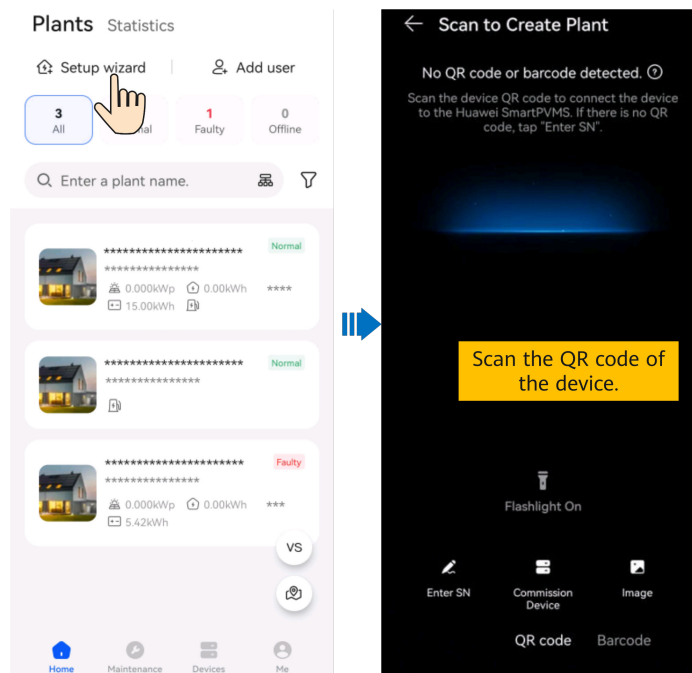 Plants Statistics
Setup wizard
Add user
3
All
1
Faulty
0
Offline
Enter a plant name.
**********************
Normal
***************
0.000kWp 0.00kWh ****
15.00kWh
**********************
Normal
***************
**********************
Faulty
***************
0.000kWp 0.00kWh ***
5.42kWh
VS
Home Maintenance Devices Me
Scan to Create Plant
No QR code or barcode detected.
Scan the device QR code to connect the device
to the Huawei SmartPVMS. If there is no QR
code, tap "Enter SN".
Scan the QR code of
the device.
Flashlight On
Enter SN
Commission
Device
Image
QR code Barcode